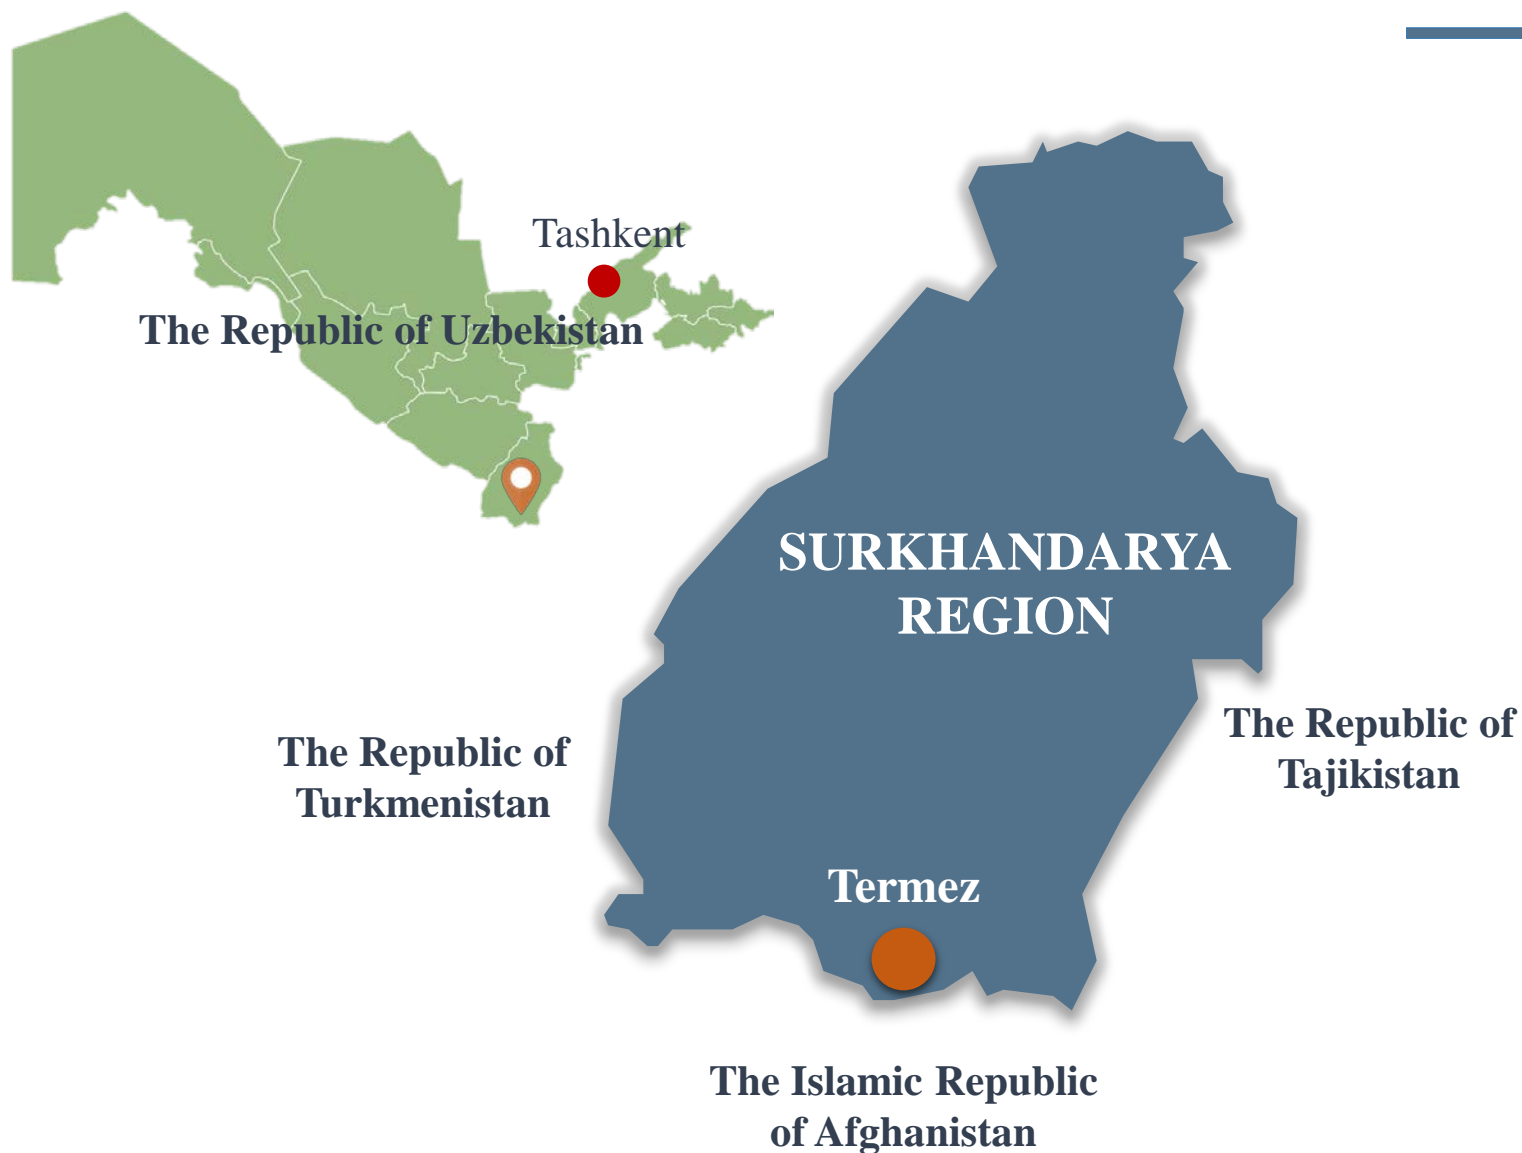 Tashkent
The Republic of Uzbekistan
SURKHANDARYA
REGION
The Republic of
Tajikistan
The Republic of
Turkmenistan
Termez
The Islamic Republic
of Afghanistan